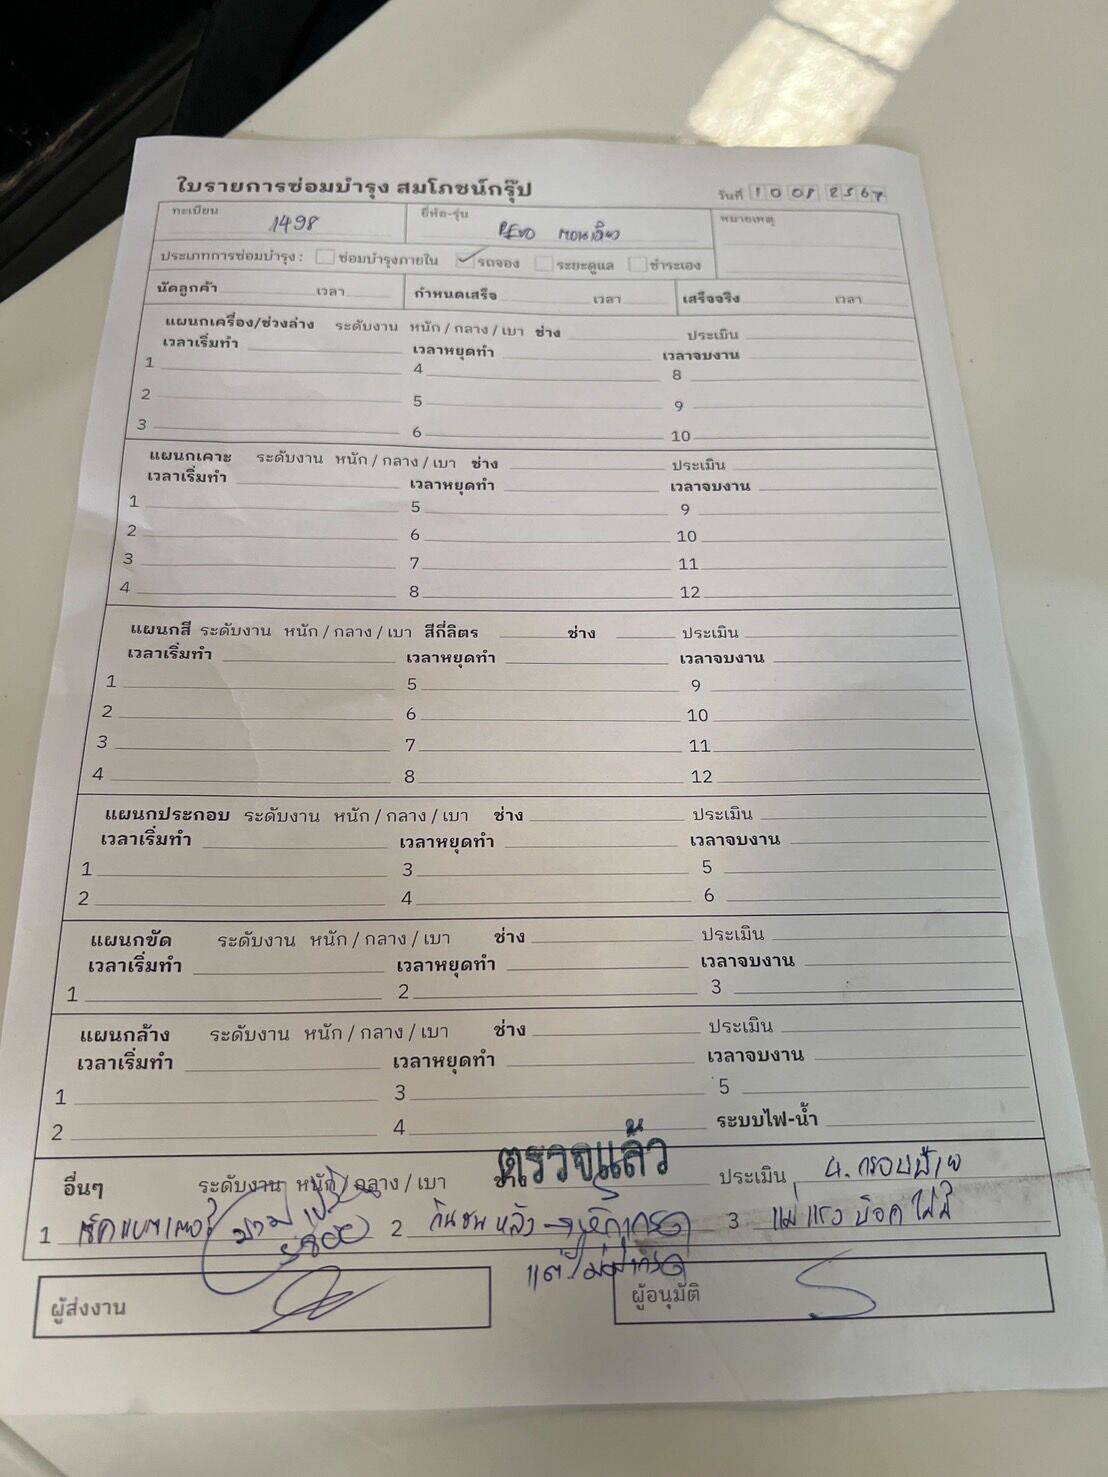 ใบรายการซ่อมบำรุง สมโภชน์กรุ๊ป วันที่ 10 08 2567
ทะเบียน 1498 ยี่ห้อ-รุ่น REVO ตอนเดียว หมายเหตุ
ประเภทการซ่อมบำรุง : ซ่อมบำรุงภายใน รถจอง ระยะดูแล ชำระเอง
นัดลูกค้า เวลา กำหนดเสร็จ เวลา เสร็จจริง เวลา
แผนกเครื่อง/ช่วงล่าง ระดับงาน หนัก / กลาง / เบา ช่าง ประเมิน
เวลาเริ่มทำ เวลาหยุดทำ เวลาจบงาน
1 4 8
2 5 9
3 6 10
แผนกเคาะ ระดับงาน หนัก / กลาง / เบา ช่าง ประเมิน
เวลาเริ่มทำ เวลาหยุดทำ เวลาจบงาน
1 5 9
2 6 10
3 7 11
4 8 12
แผนกสี ระดับงาน หนัก / กลาง / เบา สีกี่ลิตร ช่าง ประเมิน
เวลาเริ่มทำ เวลาหยุดทำ เวลาจบงาน
1 5 9
2 6 10
3 7 11
4 8 12
แผนกประกอบ ระดับงาน หนัก / กลาง / เบา ช่าง ประเมิน
เวลาเริ่มทำ เวลาหยุดทำ เวลาจบงาน
1 3 5
2 4 6
แผนกขัด ระดับงาน หนัก / กลาง / เบา ช่าง ประเมิน
เวลาเริ่มทำ เวลาหยุดทำ เวลาจบงาน
1 2 3
แผนกล้าง ระดับงาน หนัก / กลาง / เบา ช่าง ประเมิน
เวลาเริ่มทำ เวลาหยุดทำ เวลาจบงาน
1 3 5
2 4 ระบบไฟ-น้ำ
ตรวจแล้ว
อื่นๆ ระดับงาน หนัก / กลาง / เบา ช่าง ประเมิน 4. กรอบป้าย
1 เช็คแบตเตอรี่ 2 กันชนหลัง 3 แม่แรง บ๊อค ไม่มี
ผู้ส่งงาน ผู้อนุมัติ